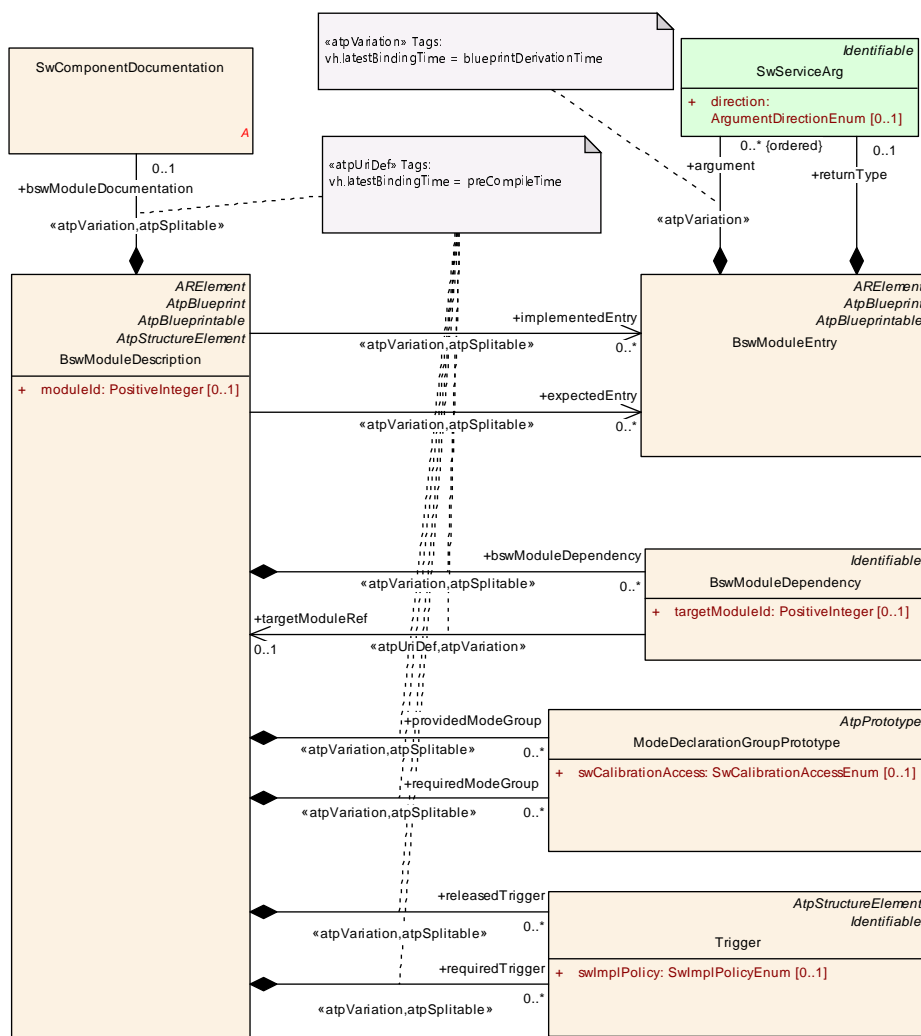 «atpVariation» Tags:
vh.latestBindingTime = blueprintDerivationTime
Identifiable
SwServiceArg
+ direction:
ArgumentDirectionEnum [0..1]
SwComponentDocumentation
A
«atpUriDef» Tags:
vh.latestBindingTime = preCompileTime
0..1
+bswModuleDocumentation
«atpVariation,atpSplitable»
0..* {ordered}
+argument
«atpVariation»
0..1
+returnType
ARElement
AtpBlueprint
AtpBlueprintable
AtpStructureElement
BswModuleDescription
+ moduleId: PositiveInteger [0..1]
+implementedEntry
«atpVariation,atpSplitable»
0..*
+expectedEntry
«atpVariation,atpSplitable»
0..*
ARElement
AtpBlueprint
AtpBlueprintable
BswModuleEntry
+bswModuleDependency
«atpVariation,atpSplitable»
0..*
+targetModuleRef
0..1
«atpUriDef,atpVariation»
Identifiable
BswModuleDependency
+ targetModuleId: PositiveInteger [0..1]
+providedModeGroup
«atpVariation,atpSplitable»
0..*
+requiredModeGroup
«atpVariation,atpSplitable»
0..*
AtpPrototype
ModeDeclarationGroupPrototype
+ swCalibrationAccess: SwCalibrationAccessEnum [0..1]
+releasedTrigger
«atpVariation,atpSplitable»
0..*
+requiredTrigger
«atpVariation,atpSplitable»
0..*
AtpStructureElement
Identifiable
Trigger
+ swImplPolicy: SwImplPolicyEnum [0..1]